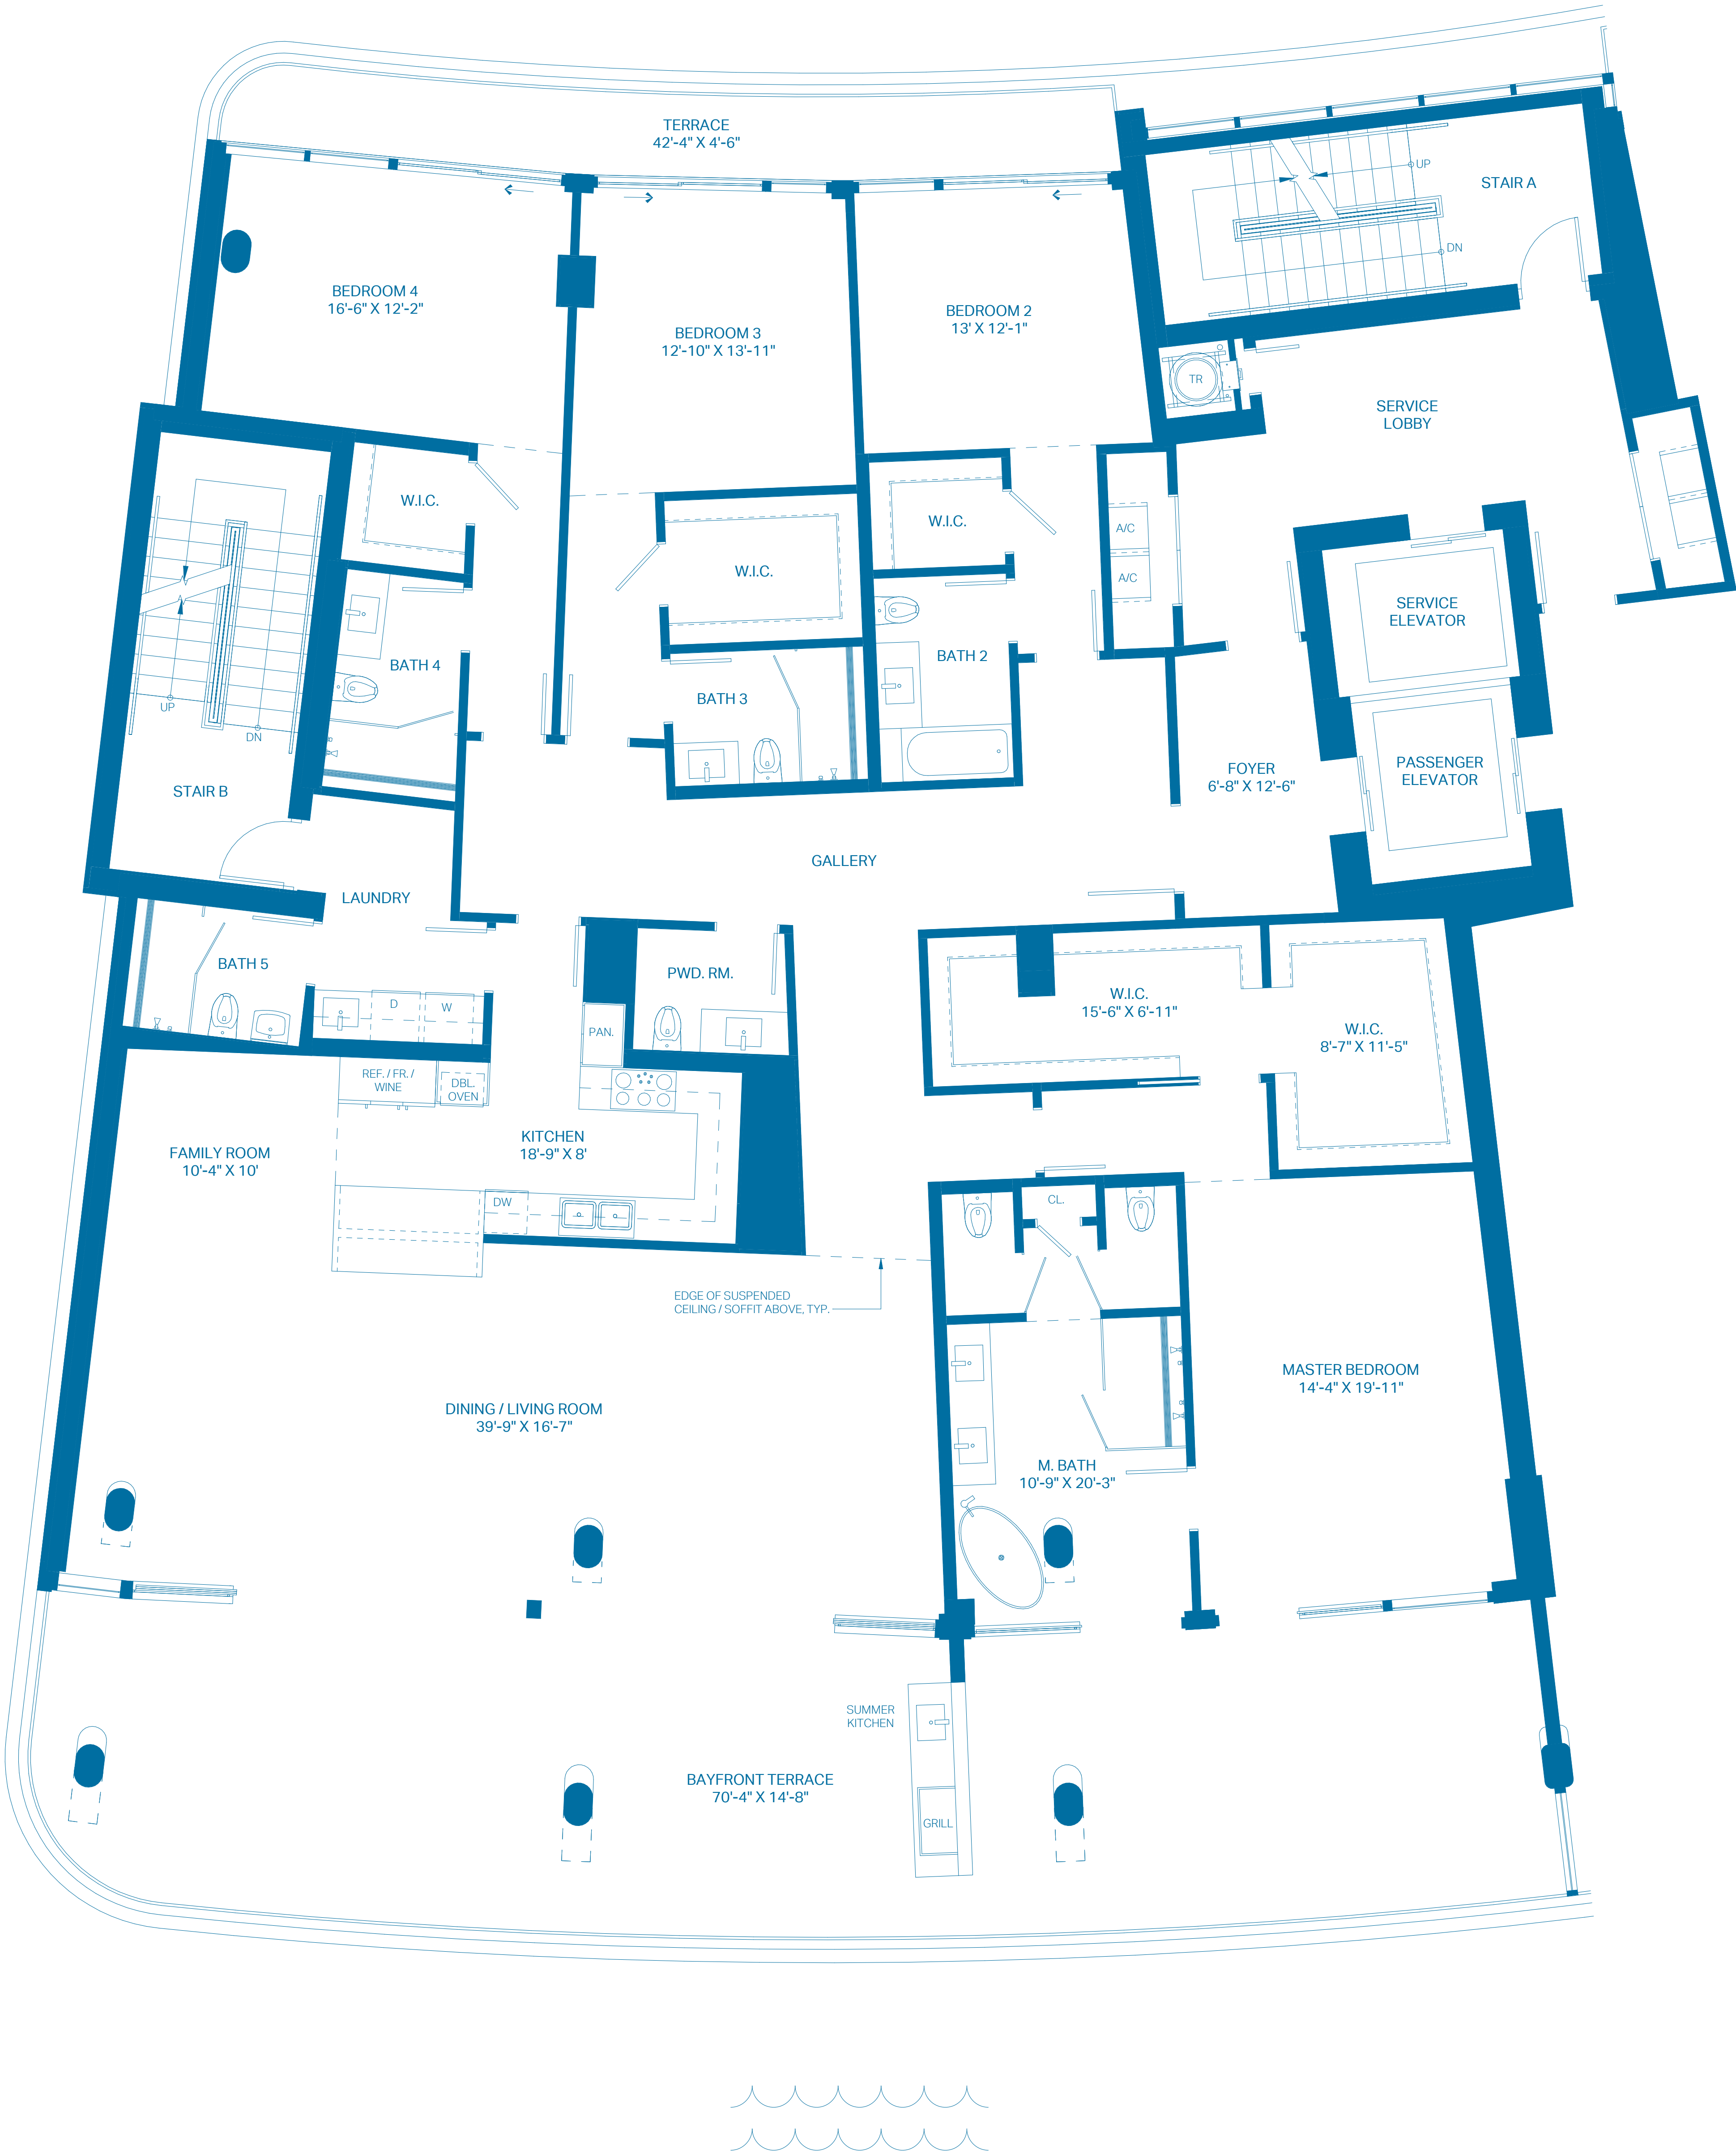 TERRACE
42'-4" X 4'-6"
UP
STAIR A
DN
BEDROOM 4
16'-6" X 12'-2"
BEDROOM 3
12'-10" X 13'-11"
BEDROOM 2
13' X 12'-1"
TR
SERVICE
LOBBY
W.I.C.
W.I.C.
W.I.C.
A/C
A/C
SERVICE
ELEVATOR
BATH 4
BATH 3
BATH 2
UP
DN
STAIR B
FOYER
6'-8" X 12'-6"
PASSENGER
ELEVATOR
GALLERY
LAUNDRY
BATH 5
D
W
PWD. RM.
PAN.
W.I.C.
15'-6" X 6'-11"
W.I.C.
8'-7" X 11'-5"
REF. / FR. /
WINE
DBL.
OVEN
FAMILY ROOM
10'-4" X 10'
KITCHEN
18'-9" X 8'
DW
CL.
EDGE OF SUSPENDED
CEILING / SOFFIT ABOVE, TYP.
DINING / LIVING ROOM
39'-9" X 16'-7"
MASTER BEDROOM
14'-4" X 19'-11"
M. BATH
10'-9" X 20'-3"
SUMMER
KITCHEN
BAYFRONT TERRACE
70'-4" X 14'-8"
GRILL